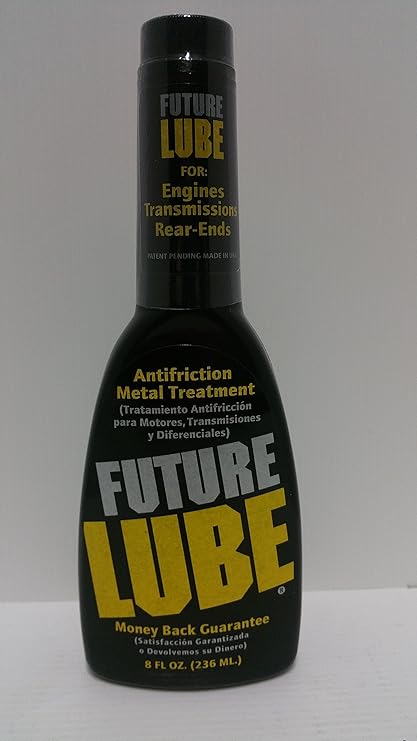 FUTURE
LUBE
FOR:
Engines
Transmissions
Rear-Ends
PATENT PENDING MADE IN U.S.A.
Antifriction
Metal Treatment
(Tratamiento Antifricción
para Motores, Transmisiones
y Diferenciales)
FUTURE
LUBE®
Money Back Guarantee
(Satisfacción Garantizada
o Devolvemos su Dinero)
8 FL OZ. (236 ML.)